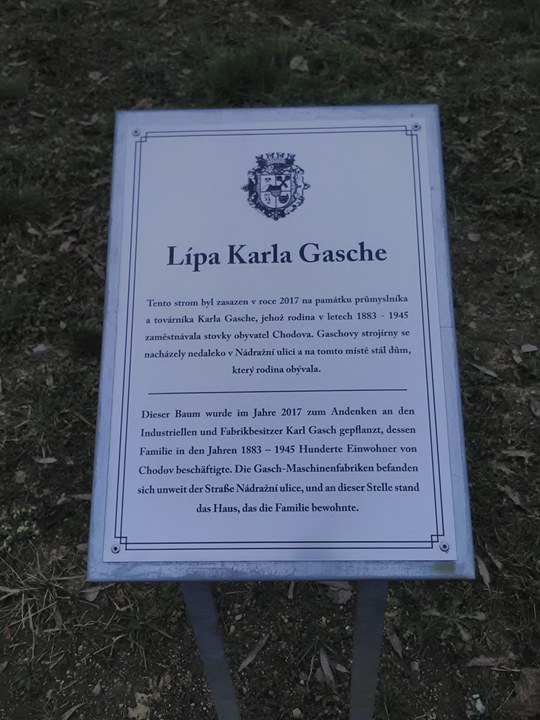 Lípa Karla Gasche
Tento strom byl zasazen v roce 2017 na památku průmyslníka
a továrníka Karla Gasche, jehož rodina v letech 1883 - 1945
zaměstnávala stovky obyvatel Chodova. Gaschovy strojírny se
nacházely nedaleko v Nádražní ulici a na tomto místě stál dům,
který rodina obývala.
Dieser Baum wurde im Jahre 2017 zum Andenken an den
Industriellen und Fabrikbesitzer Karl Gasch gepflanzt, dessen
Familie in den Jahren 1883 – 1945 Hunderte Einwohner von
Chodov beschäftigte. Die Gasch-Maschinenfabriken befanden
sich unweit der Straße Nádražní ulice, und an dieser Stelle stand
das Haus, das die Familie bewohnte.